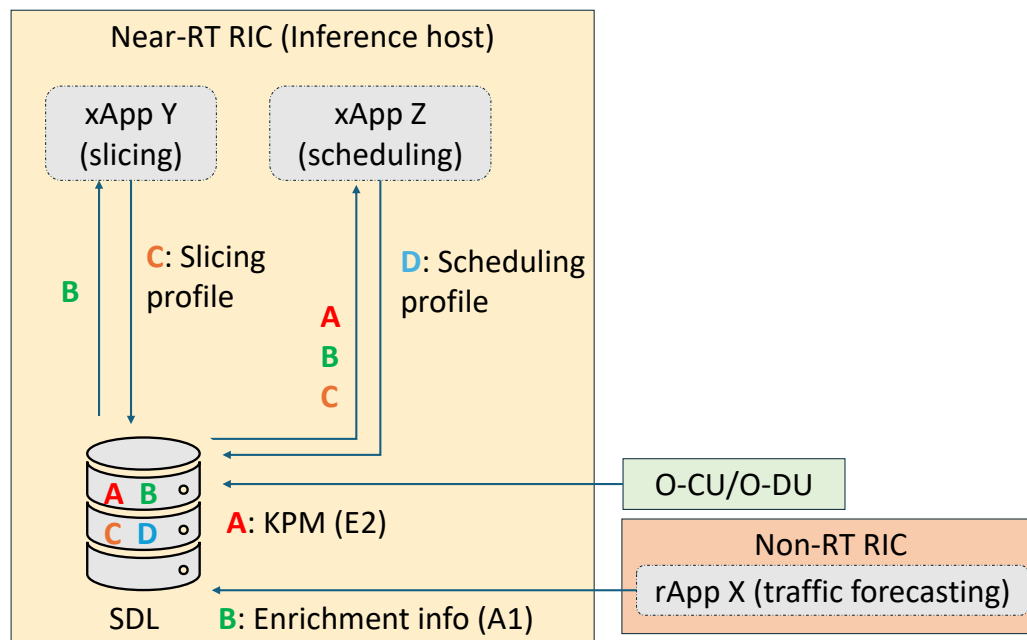 Near-RT RIC (Inference host)
xApp Y
(slicing)
xApp Z
(scheduling)
B
C: Slicing
profile
A
B
C
D: Scheduling
profile
A B
C D
SDL
A: KPM (E2)
B: Enrichment info (A1)
O-CU/O-DU
Non-RT RIC
rApp X (traffic forecasting)